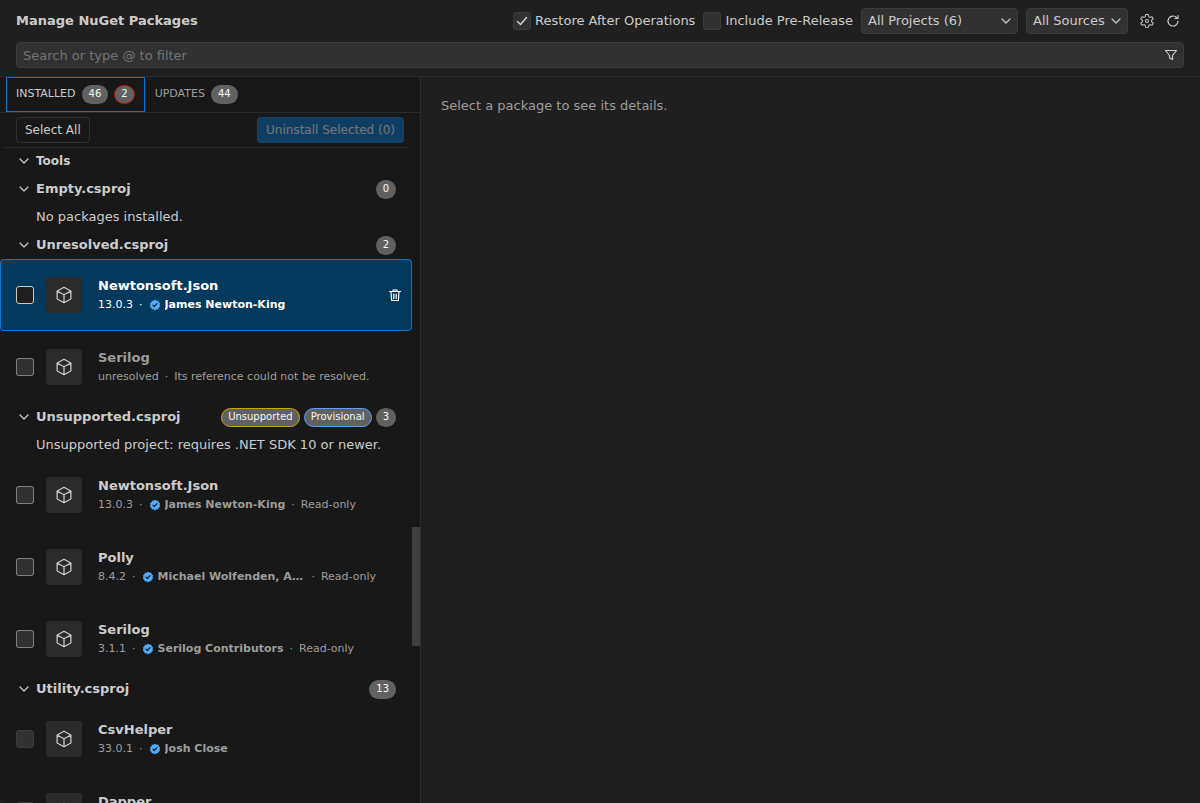 Manage NuGet Packages
Restore After Operations
Include Pre-Release
All Projects (6)
All Sources
Search or type @ to filter
INSTALLED 46 2
UPDATES 44
Select All
Uninstall Selected (0)
Select a package to see its details.
Tools
Empty.csproj 0
No packages installed.
Unresolved.csproj 2
Newtonsoft.Json
13.0.3 · James Newton-King
Serilog
unresolved · Its reference could not be resolved.
Unsupported.csproj Unsupported Provisional 3
Unsupported project: requires .NET SDK 10 or newer.
Newtonsoft.Json
13.0.3 · James Newton-King · Read-only
Polly
8.4.2 · Michael Wolfenden, A... · Read-only
Serilog
3.1.1 · Serilog Contributors · Read-only
Utility.csproj 13
CsvHelper
33.0.1 · Josh Close
Dapper